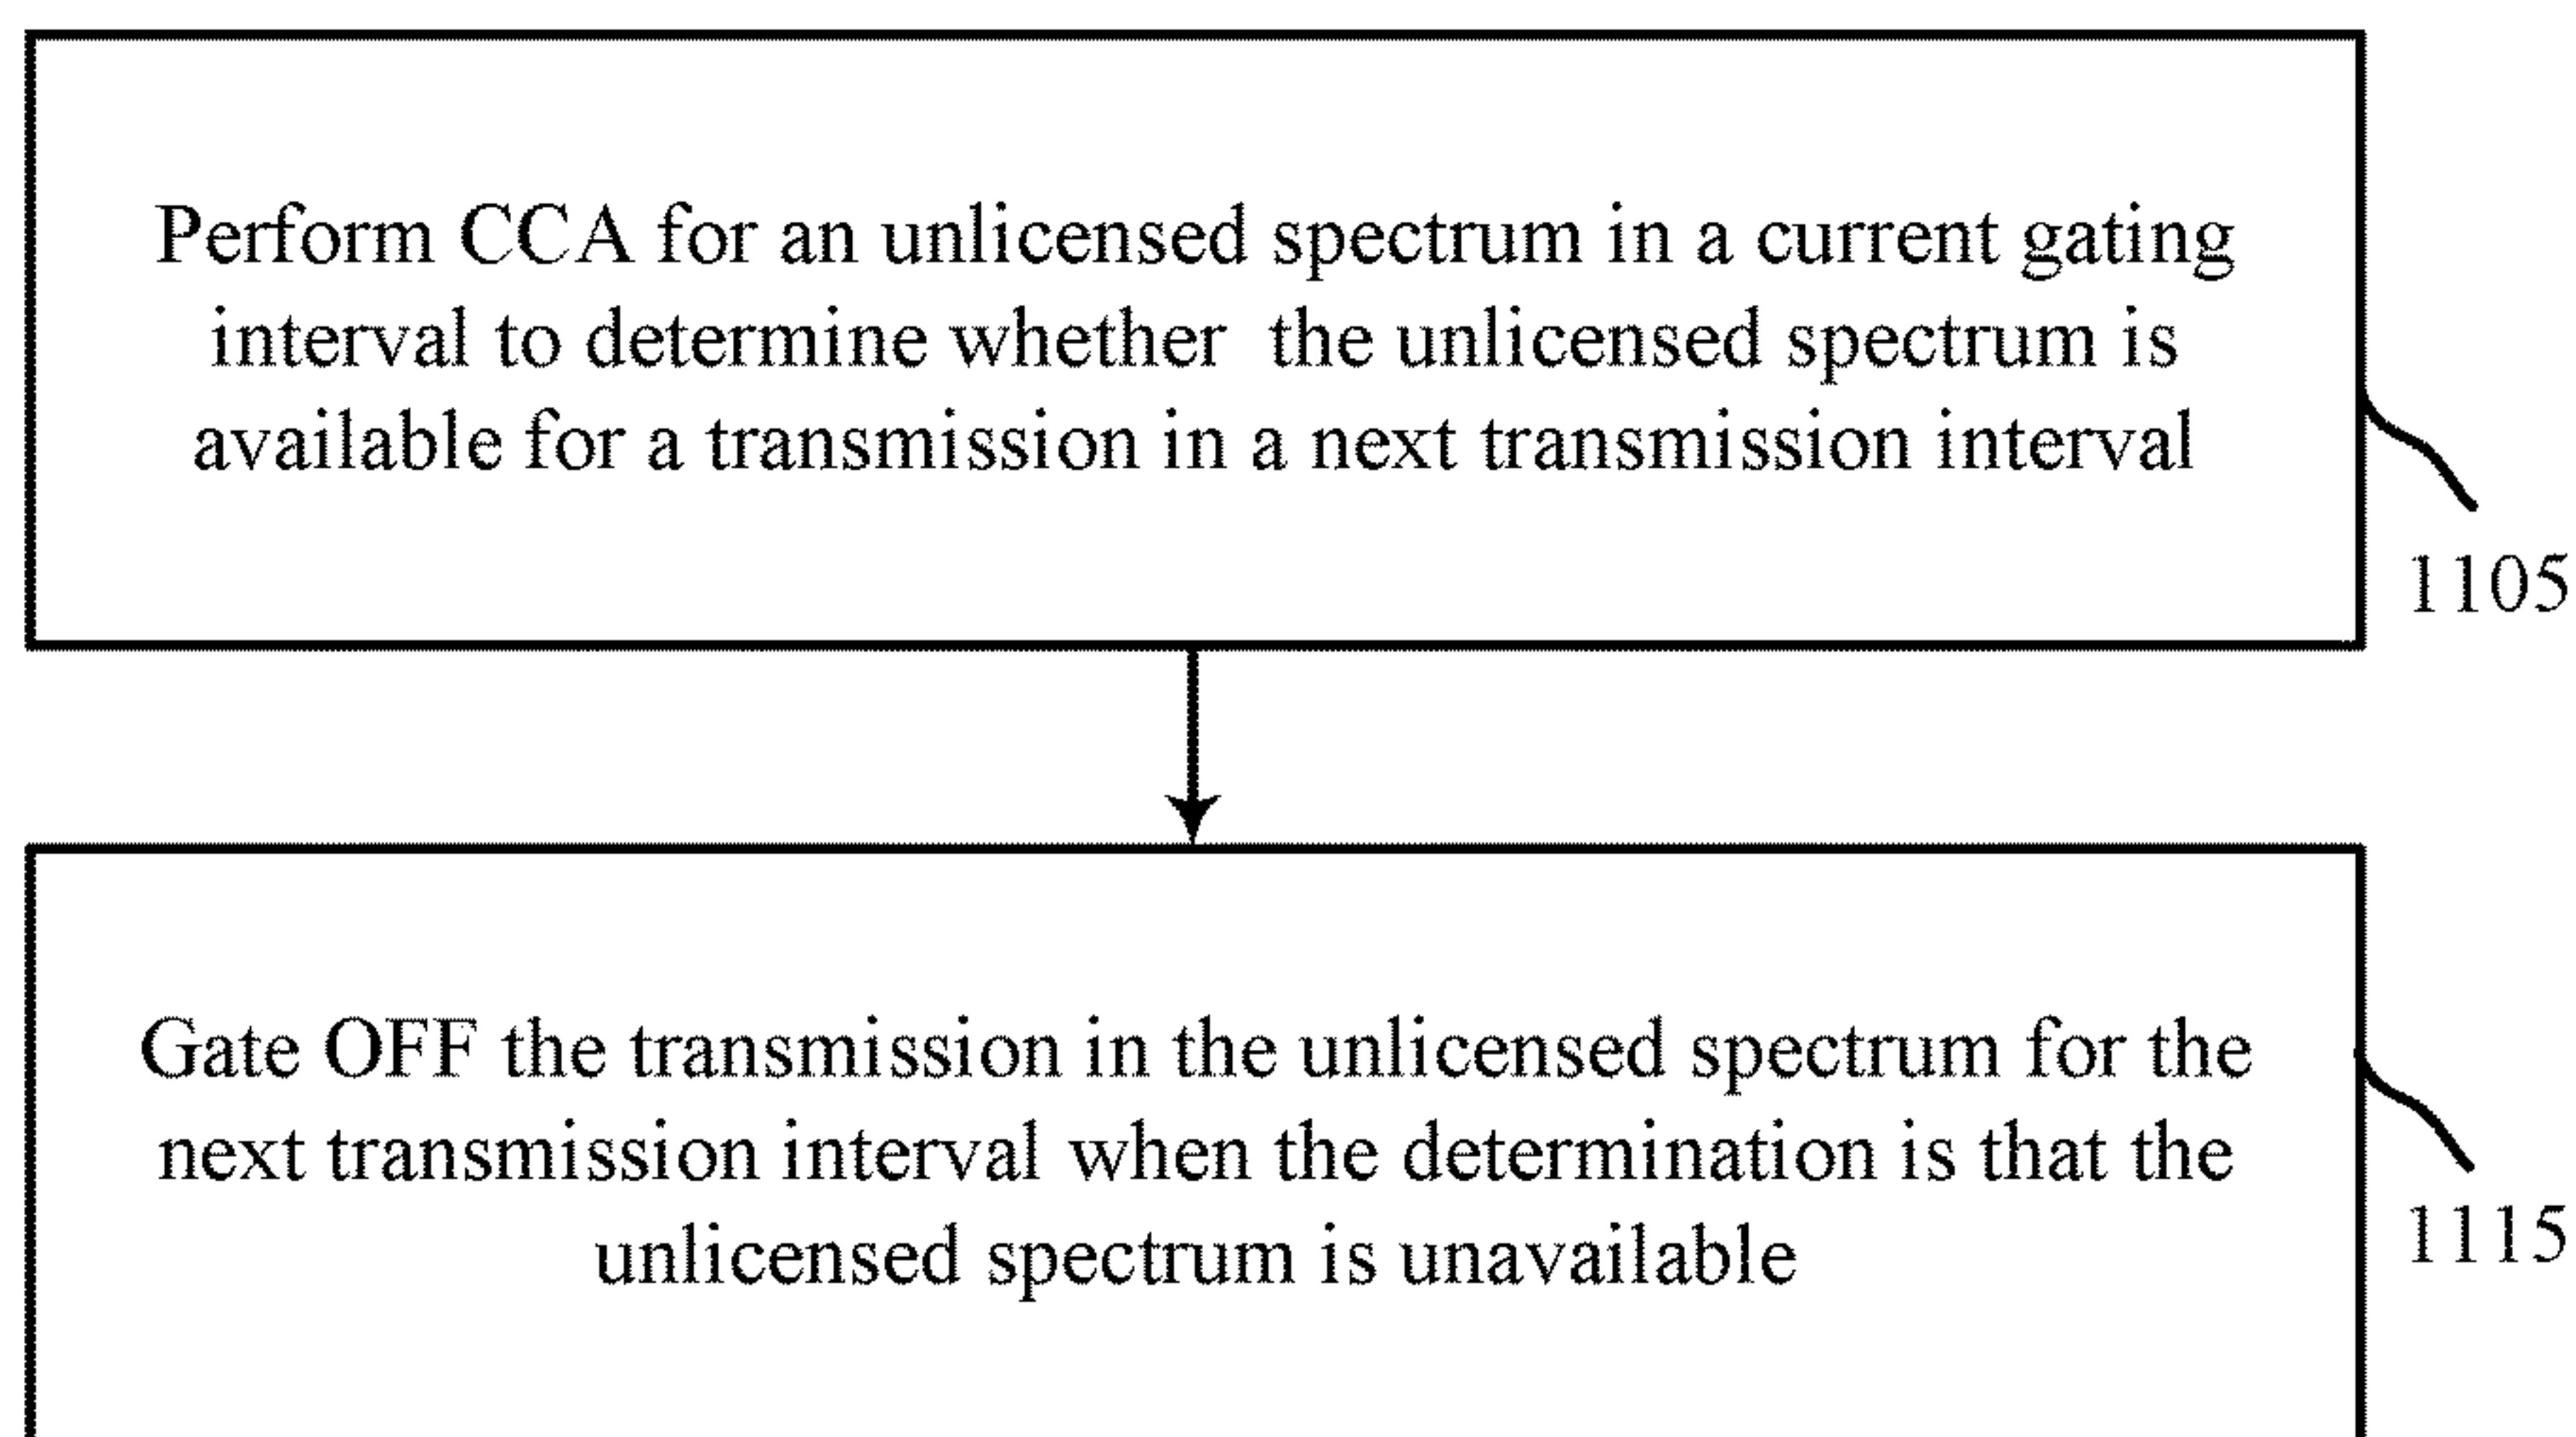 Perform CCA for an unlicensed spectrum in a current gating
interval to determine whether the unlicensed spectrum is
available for a transmission in a next transmission interval
1105
Gate OFF the transmission in the unlicensed spectrum for the
next transmission interval when the determination is that the
unlicensed spectrum is unavailable
1115